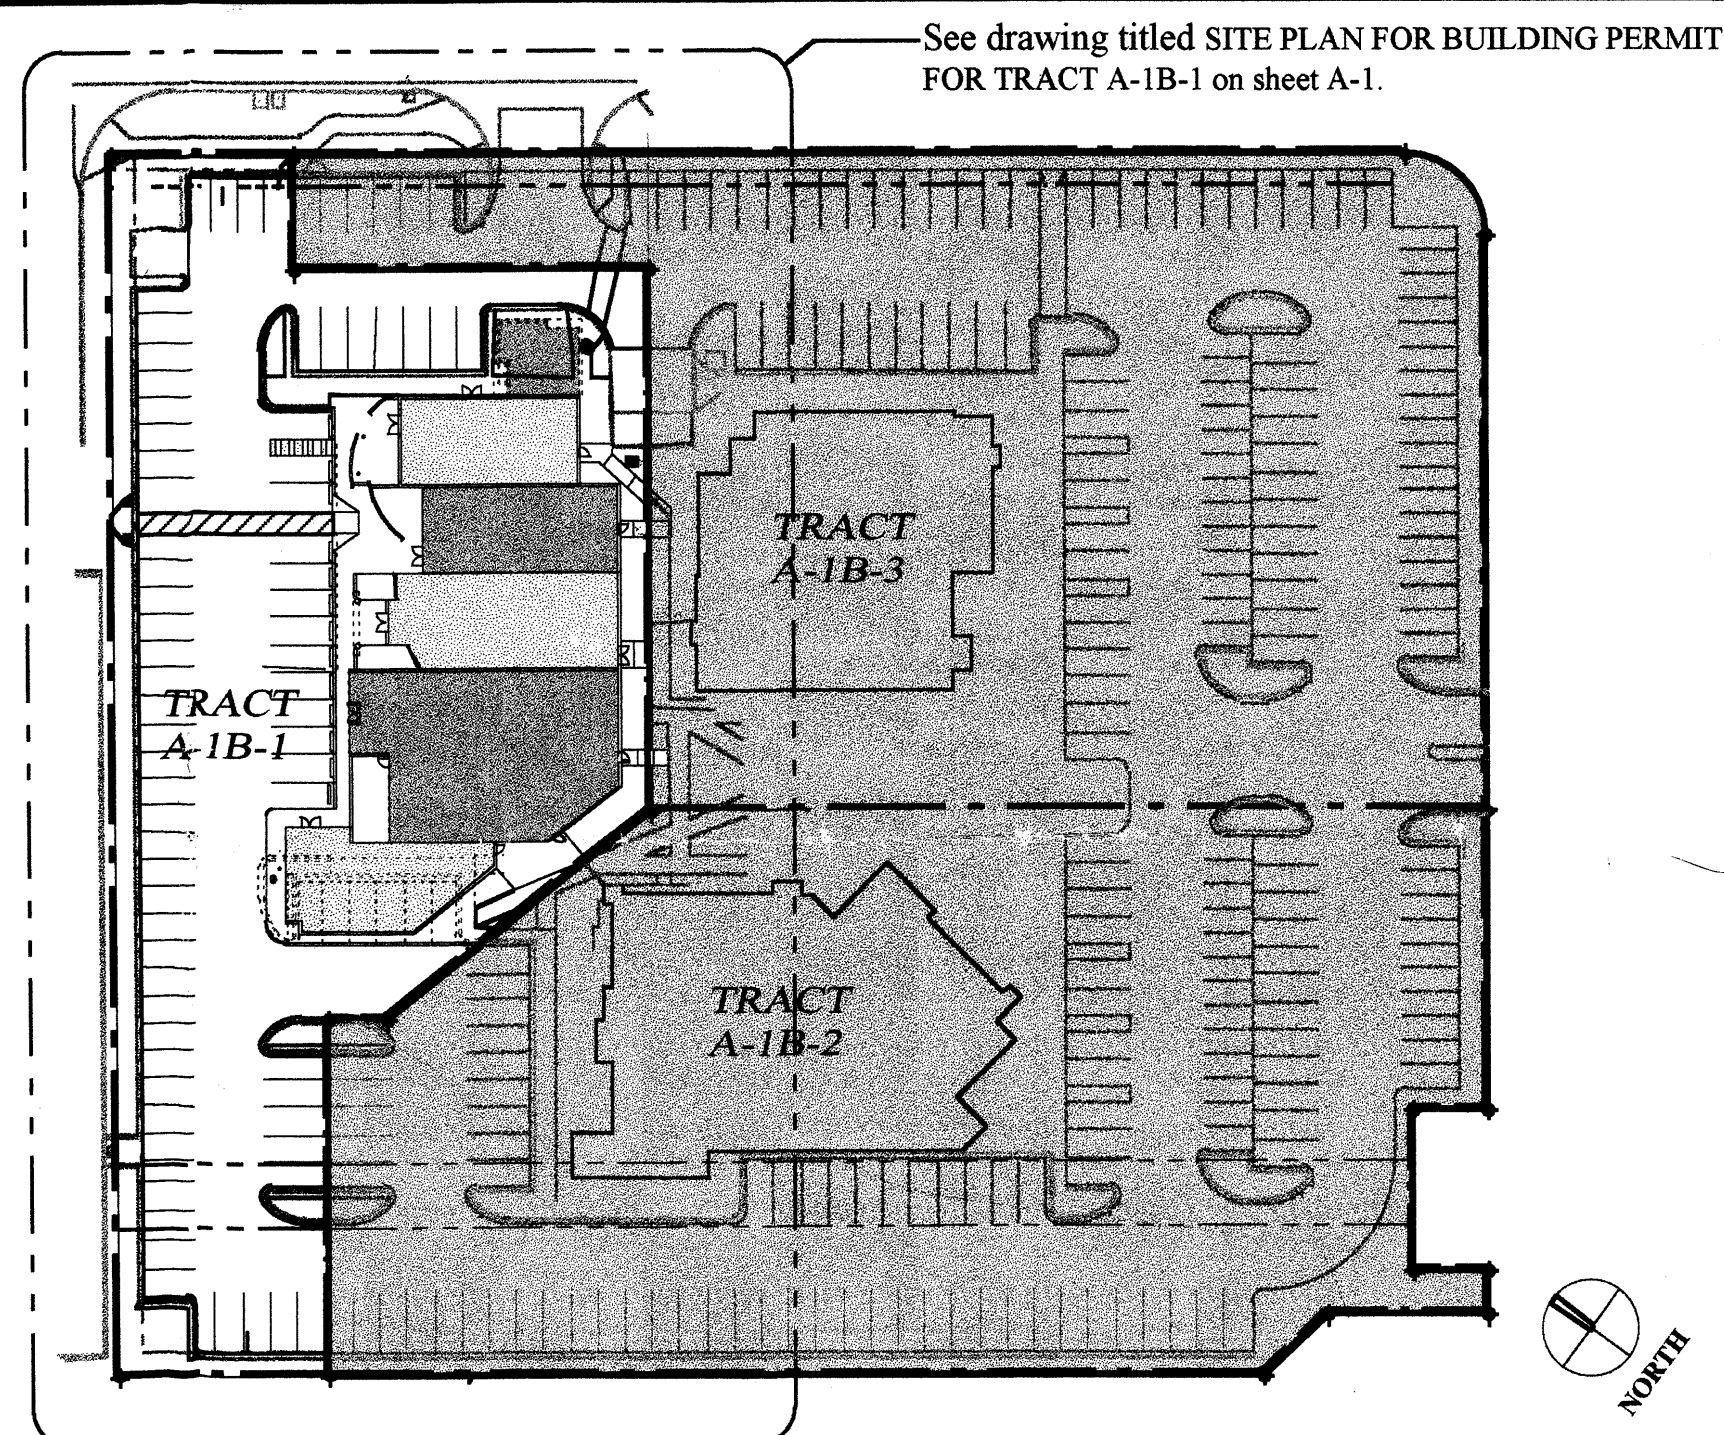 See drawing titled SITE PLAN FOR BUILDING PERMIT
FOR TRACT A-1B-1 on sheet A-1.
TRACT
A-1B-3
TRACT
A-1B-1
TRACT
A-1B-2
NORTH